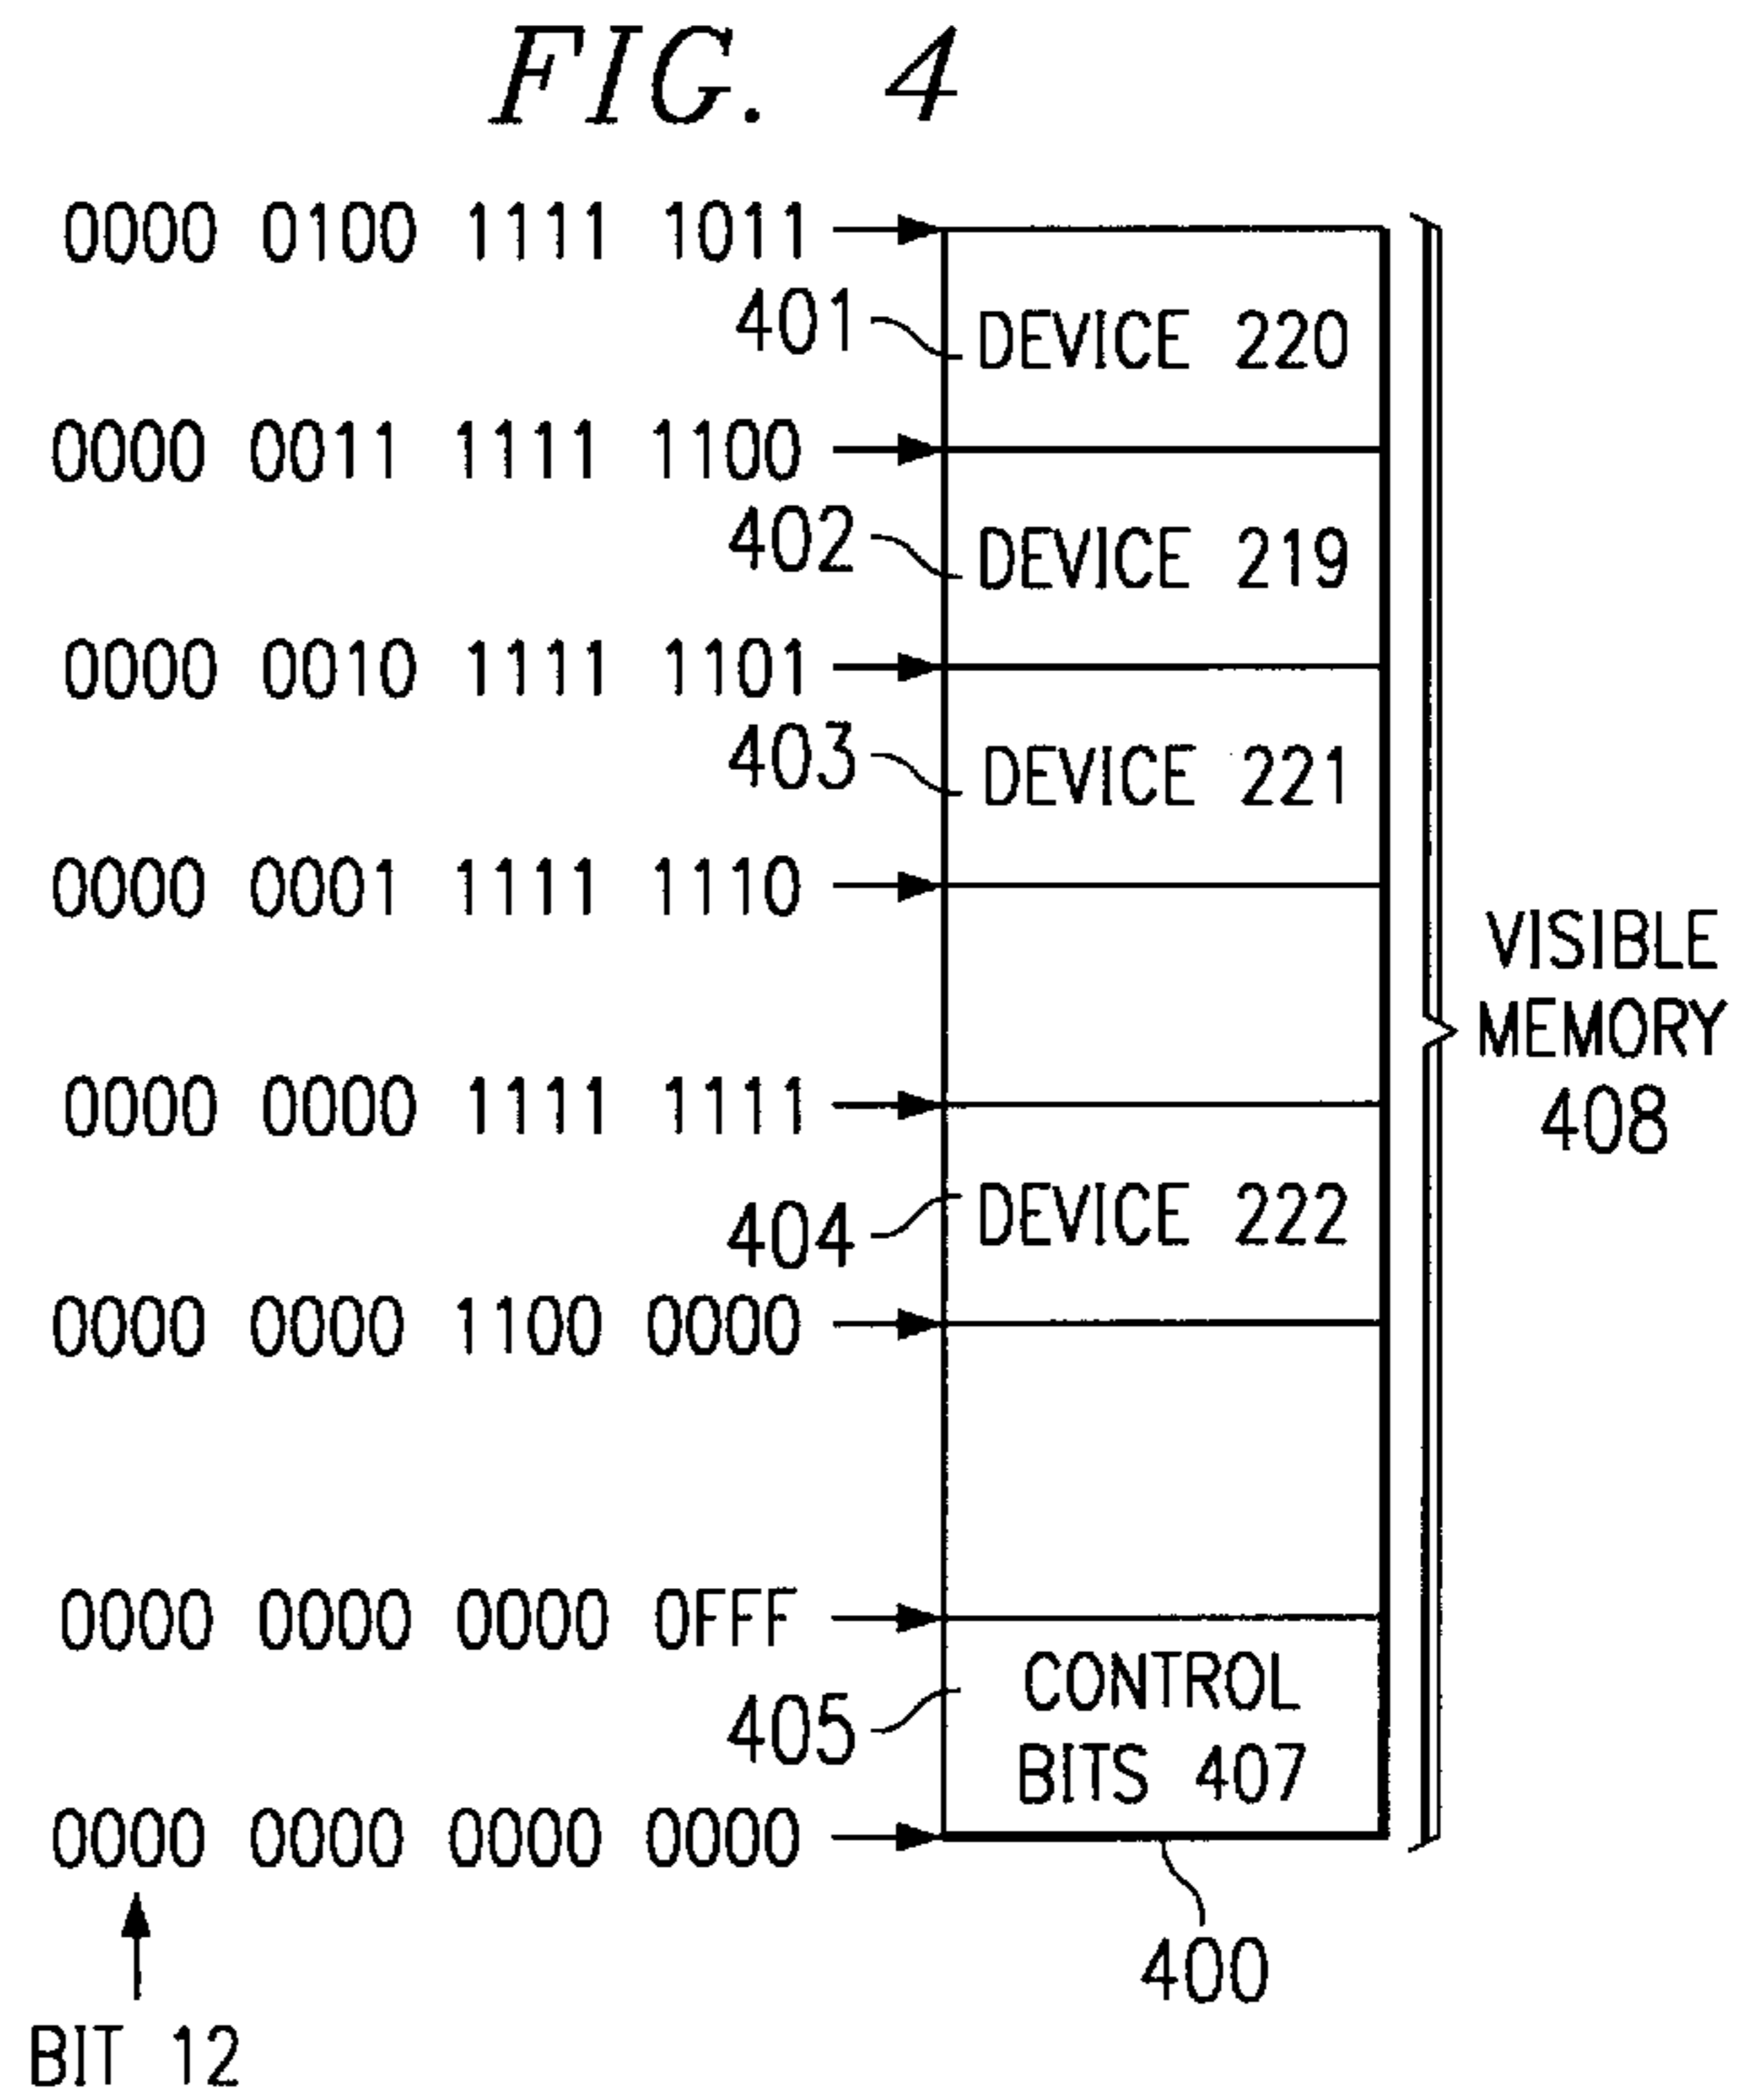 FIG. 4
0000 0100 1111 1011
401 DEVICE 220
0000 0011 1111 1100
402 DEVICE 219
0000 0010 1111 1101
403 DEVICE 221
0000 0001 1111 1110
VISIBLE
MEMORY
408
0000 0000 1111 1111
404 DEVICE 222
0000 0000 1100 0000
0000 0000 0000 0FFF
405 CONTROL
BITS 407
0000 0000 0000 0000
400
BIT 12